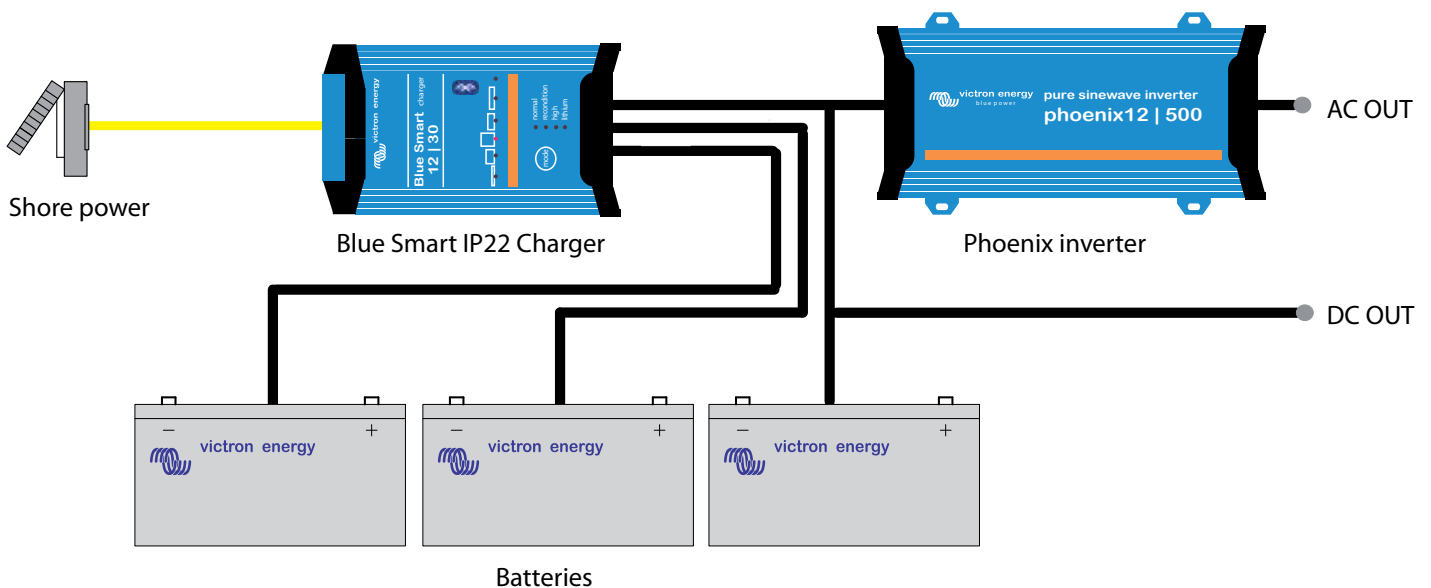 victron energy
Blue Smart charger
12 | 30
normal
recondition
high
lithium
mode
victron energy
blue power
pure sinewave inverter
phoenix12 | 500
AC OUT
Shore power
Blue Smart IP22 Charger
Phoenix inverter
DC OUT
− +
victron energy
− +
victron energy
− +
victron energy
Batteries